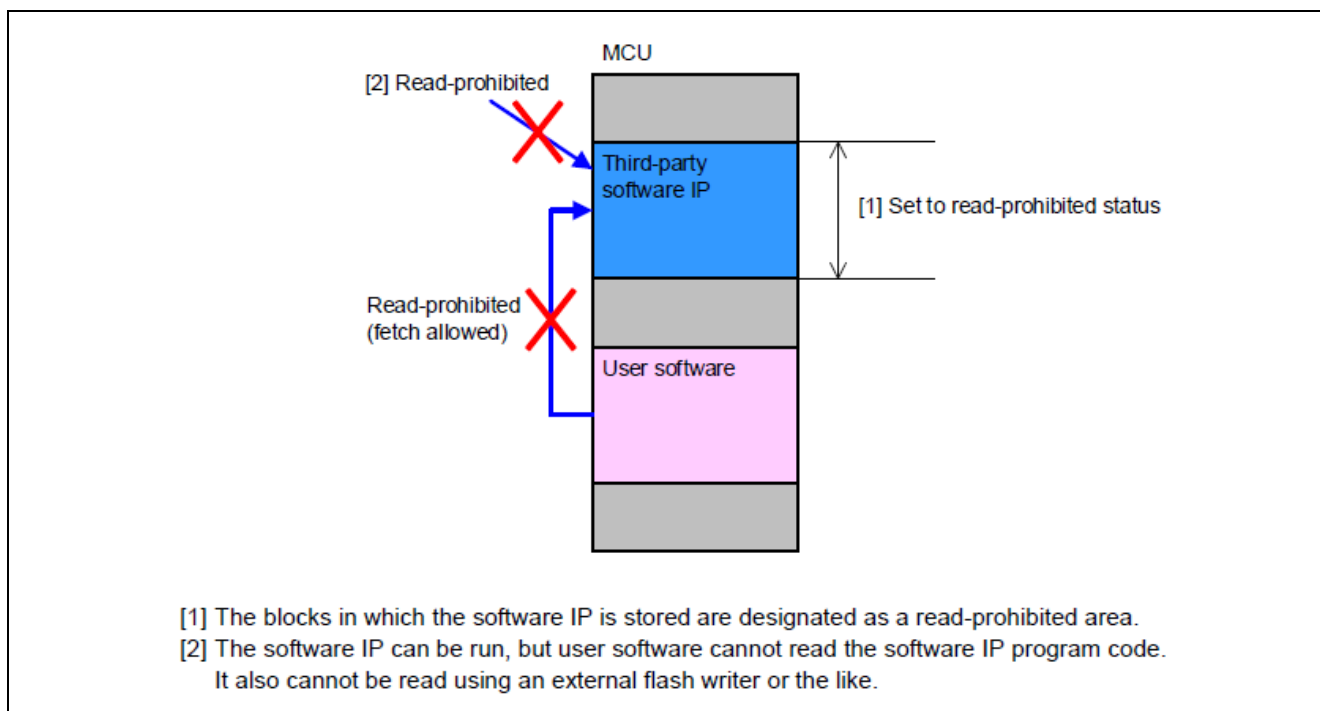 MCU
[2] Read-prohibited
Third-party
software IP
[1] Set to read-prohibited status
Read-prohibited
(fetch allowed)
User software
[1] The blocks in which the software IP is stored are designated as a read-prohibited area.
[2] The software IP can be run, but user software cannot read the software IP program code.
It also cannot be read using an external flash writer or the like.